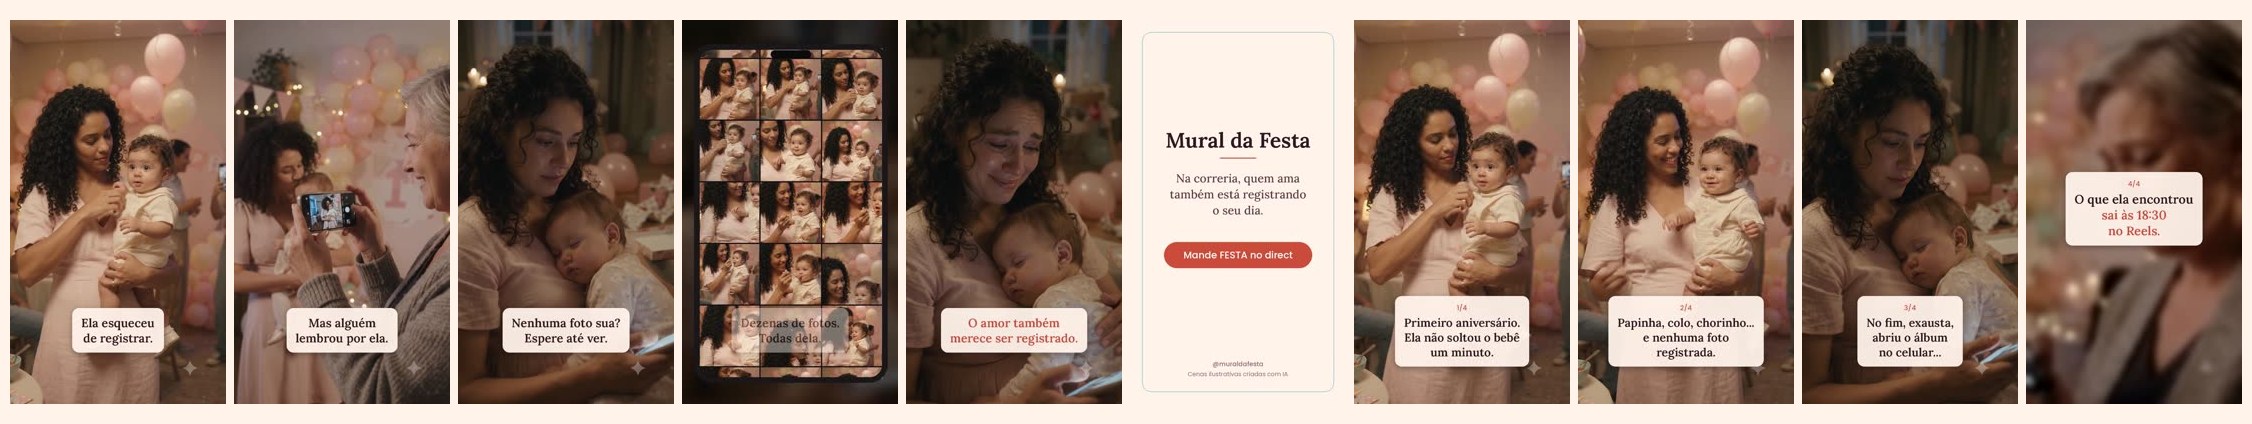 Ela esqueceu
de registrar.
Mas alguém
lembrou por ela.
Nenhuma foto sua?
Espere até ver.
Dezenas de fotos.
Todas dela.
O amor também
merece ser registrado.
Mural da Festa
Na correria, quem ama
também está registrando
o seu dia.
Mande FESTA no direct
@muraldafesta
Cenas ilustrativas criadas com IA
1/4
Primeiro aniversário.
Ela não soltou o bebê
um minuto.
2/4
Papinha, colo, chorinho...
e nenhuma foto
registrada.
3/4
No fim, exausta,
abriu o álbum
no celular...
4/4
O que ela encontrou
sai às 18:30
no Reels.